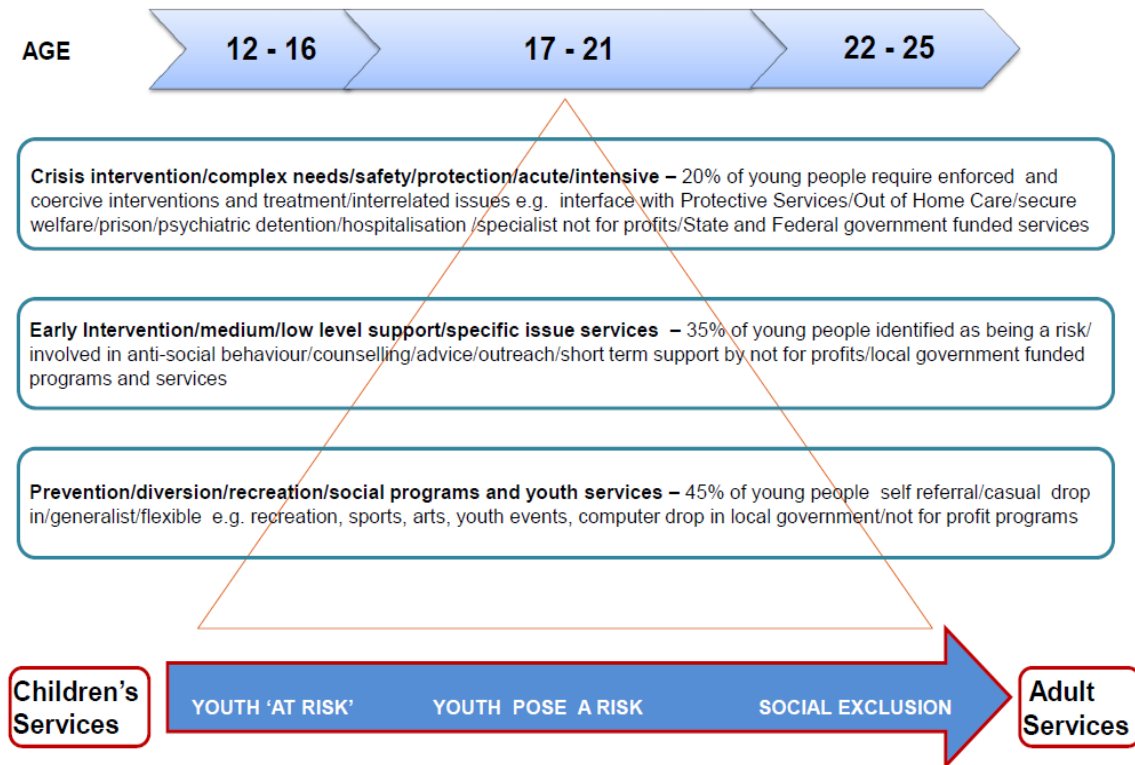 AGE
12 - 16
17 - 21
22 - 25
Crisis intervention/complex needs/safety/protection/acute/intensive – 20% of young people require enforced and
coercive interventions and treatment/interrelated issues e.g. interface with Protective Services/Out of Home Care/secure
welfare/prison/psychiatric detention/hospitalisation /specialist not for profits/State and Federal government funded services
Early Intervention/medium/low level support/specific issue services – 35% of young people identified as being a risk/
involved in anti-social behaviour/counselling/advice/outreach/short term support by not for profits/local government funded
programs and services
Prevention/diversion/recreation/social programs and youth services – 45% of young people self referral/casual drop
in/generalist/flexible e.g. recreation, sports, arts, youth events, computer drop in local government/not for profit programs
Children's
Services
YOUTH 'AT RISK'
YOUTH POSE A RISK
SOCIAL EXCLUSION
Adult
Services